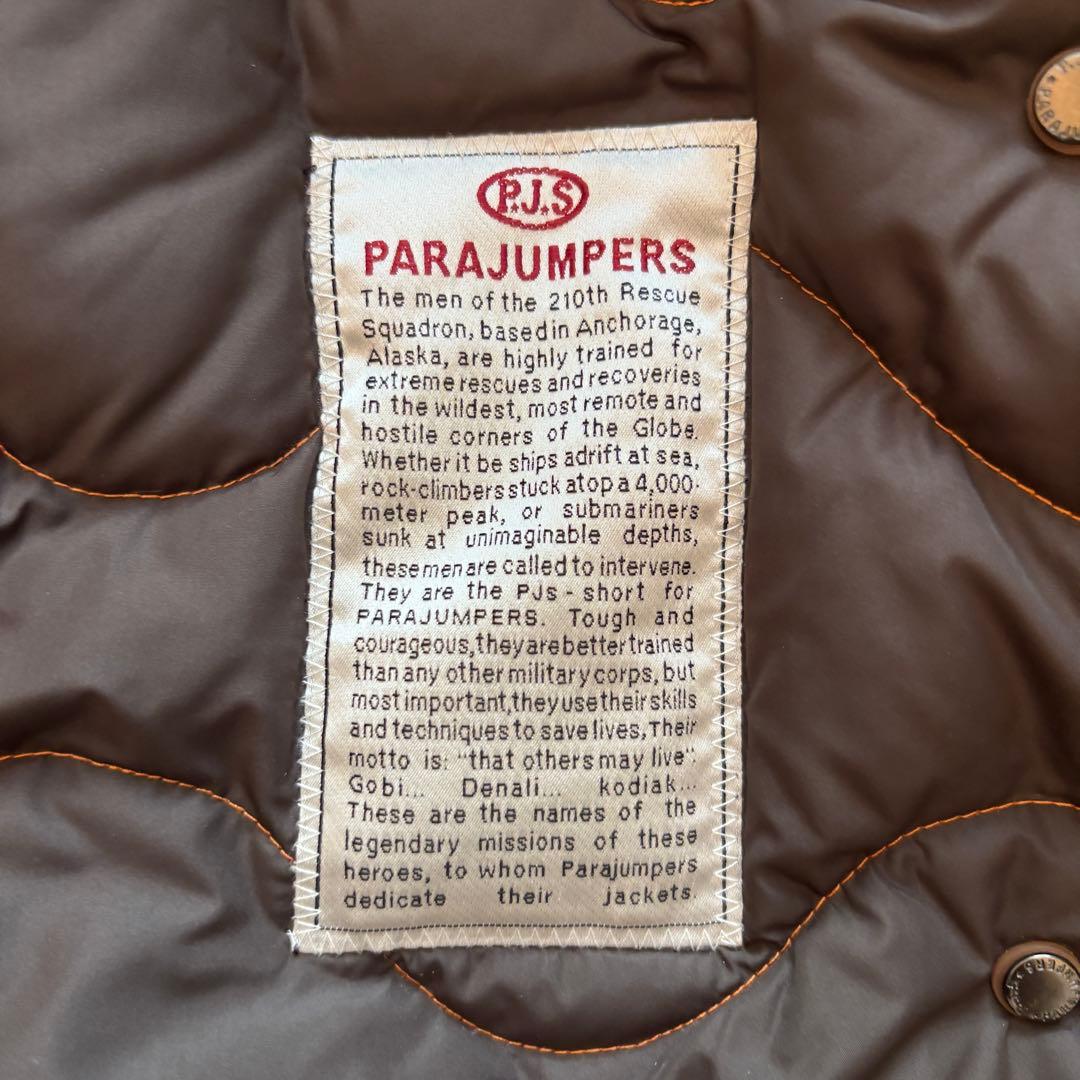 P.J.S
PARAJUMPERS
The men of the 210th Rescue
Squadron, based in Anchorage,
Alaska, are highly trained for
extreme rescues and recoveries
in the wildest, most remote and
hostile corners of the Globe.
Whether it be ships adrift at sea,
rock-climbers stuck atop a 4,000-
meter peak, or submariners
sunk at unimaginable depths,
these men are called to intervene.
They are the PJs - short for
PARAJUMPERS. Tough and
courageous, they are better trained
than any other military corps, but
most important, they use their skills
and techniques to save lives, Their
motto is: "that others may live".
Gobi... Denali... kodiak...
These are the names of the
legendary missions of these
heroes, to whom Parajumpers
dedicate their jackets.